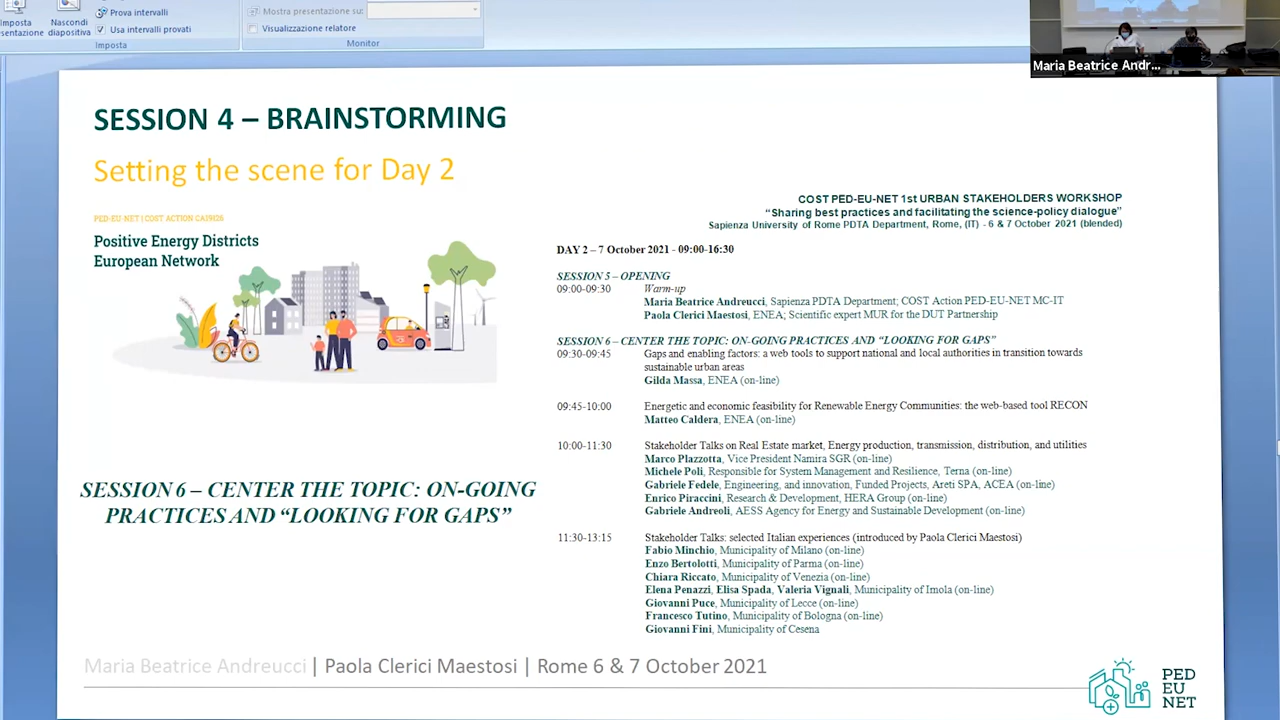 Imposta
presentazione
Nascondi
diapositiva
Prova intervalli
Usa intervalli provati
Imposta
Mostra presentazione su:
Visualizzazione relatore
Monitor
Maria Beatrice Andr...
SESSION 4 – BRAINSTORMING
Setting the scene for Day 2
PED-EU-NET | COST ACTION CA19126
Positive Energy Districts
European Network
SESSION 6 – CENTER THE TOPIC: ON-GOING
PRACTICES AND “LOOKING FOR GAPS”
COST PED-EU-NET 1st URBAN STAKEHOLDERS WORKSHOP
“Sharing best practices and facilitating the science-policy dialogue”
Sapienza University of Rome PDTA Department, Rome, (IT) - 6 & 7 October 2021 (blended)
DAY 2 – 7 October 2021 - 09:00-16:30
SESSION 5 – OPENING
09:00-09:30 Warm-up
Maria Beatrice Andreucci, Sapienza PDTA Department; COST Action PED-EU-NET MC-IT
Paola Clerici Maestosi, ENEA; Scientific expert MUR for the DUT Partnership
SESSION 6 – CENTER THE TOPIC: ON-GOING PRACTICES AND “LOOKING FOR GAPS”
09:30-09:45 Gaps and enabling factors: a web tools to support national and local authorities in transition towards
sustainable urban areas
Gilda Massa, ENEA (on-line)
09:45-10:00 Energetic and economic feasibility for Renewable Energy Communities: the web-based tool RECON
Matteo Caldera, ENEA (on-line)
10:00-11:30 Stakeholder Talks on Real Estate market, Energy production, transmission, distribution, and utilities
Marco Plazzotta, Vice President Namira SGR (on-line)
Michele Poli, Responsible for System Management and Resilience, Terna (on-line)
Gabriele Fedele, Engineering, and innovation, Funded Projects, Areti SPA, ACEA (on-line)
Enrico Piraccini, Research & Development, HERA Group (on-line)
Gabriele Andreoli, AESS Agency for Energy and Sustainable Development (on-line)
11:30-13:15 Stakeholder Talks: selected Italian experiences (introduced by Paola Clerici Maestosi)
Fabio Minchio, Municipality of Milano (on-line)
Enzo Bertolotti, Municipality of Parma (on-line)
Chiara Riccato, Municipality of Venezia (on-line)
Elena Penazzi, Elisa Spada, Valeria Vignali, Municipality of Imola (on-line)
Giovanni Puce, Municipality of Lecce (on-line)
Francesco Tutino, Municipality of Bologna (on-line)
Giovanni Fini, Municipality of Cesena
Maria Beatrice Andreucci | Paola Clerici Maestosi | Rome 6 & 7 October 2021
PED
EU
NET